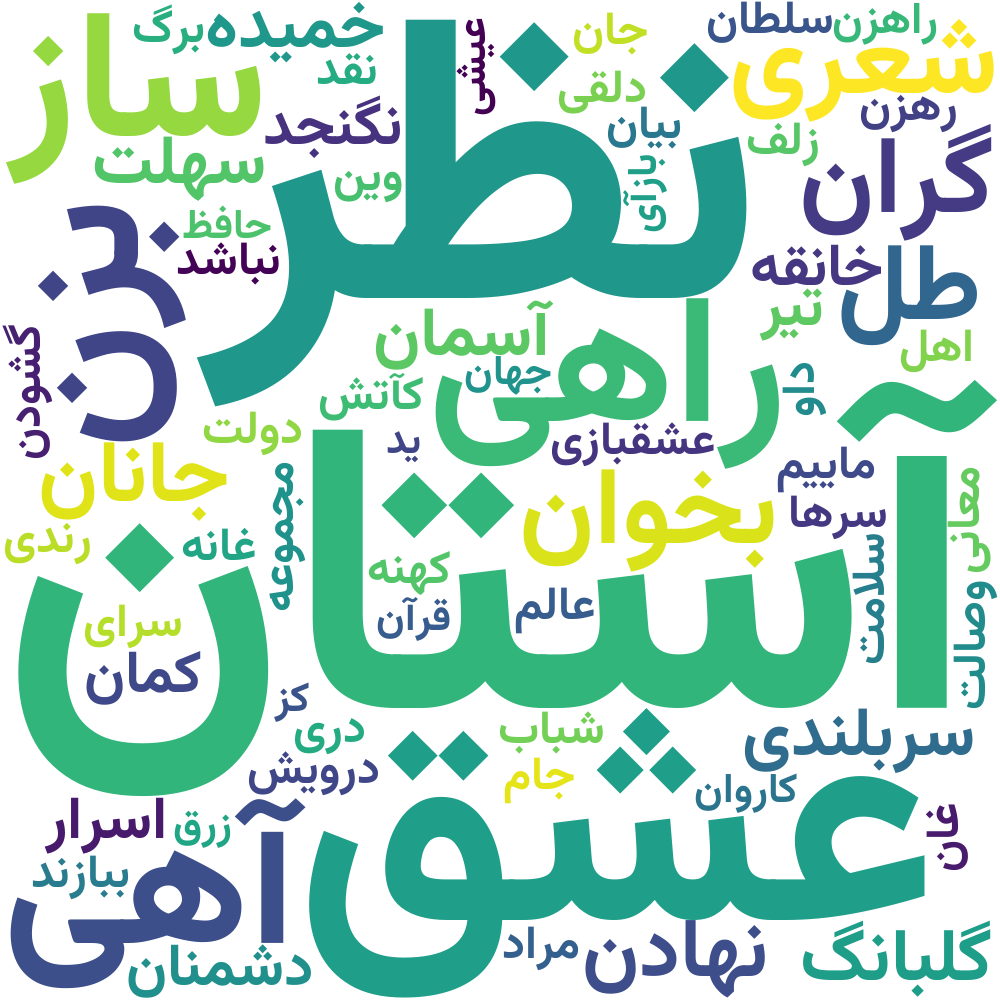 راهزن
سلطان
جان
خمیده
برگ
شعری
نظر
ساز
عیشی
نقد
دلقی
رهزن
بیان
زلف
نگنجد
سهلت
گران
بازآی
وین
حافظ
نباشد
بزن
خانقه
طل
تیر
آسمان
راهی
اهل
گشودن
جهان
داو
کآتش
دولت
ید
عشقبازی
ماییم
جانان
مجموعه
بخوان
سرها
معانی
آستان
رندی
غانه
کهنه
سلامت
وصالت
قرآن
عالم
سرای
کمان
کز
دری
شباب
سربلندی
عشق
درویش
جام
کاروان
اسرار
زرق
غان
آهی
ببازند
دشمنان
مراد
نهادن
گلبانگ